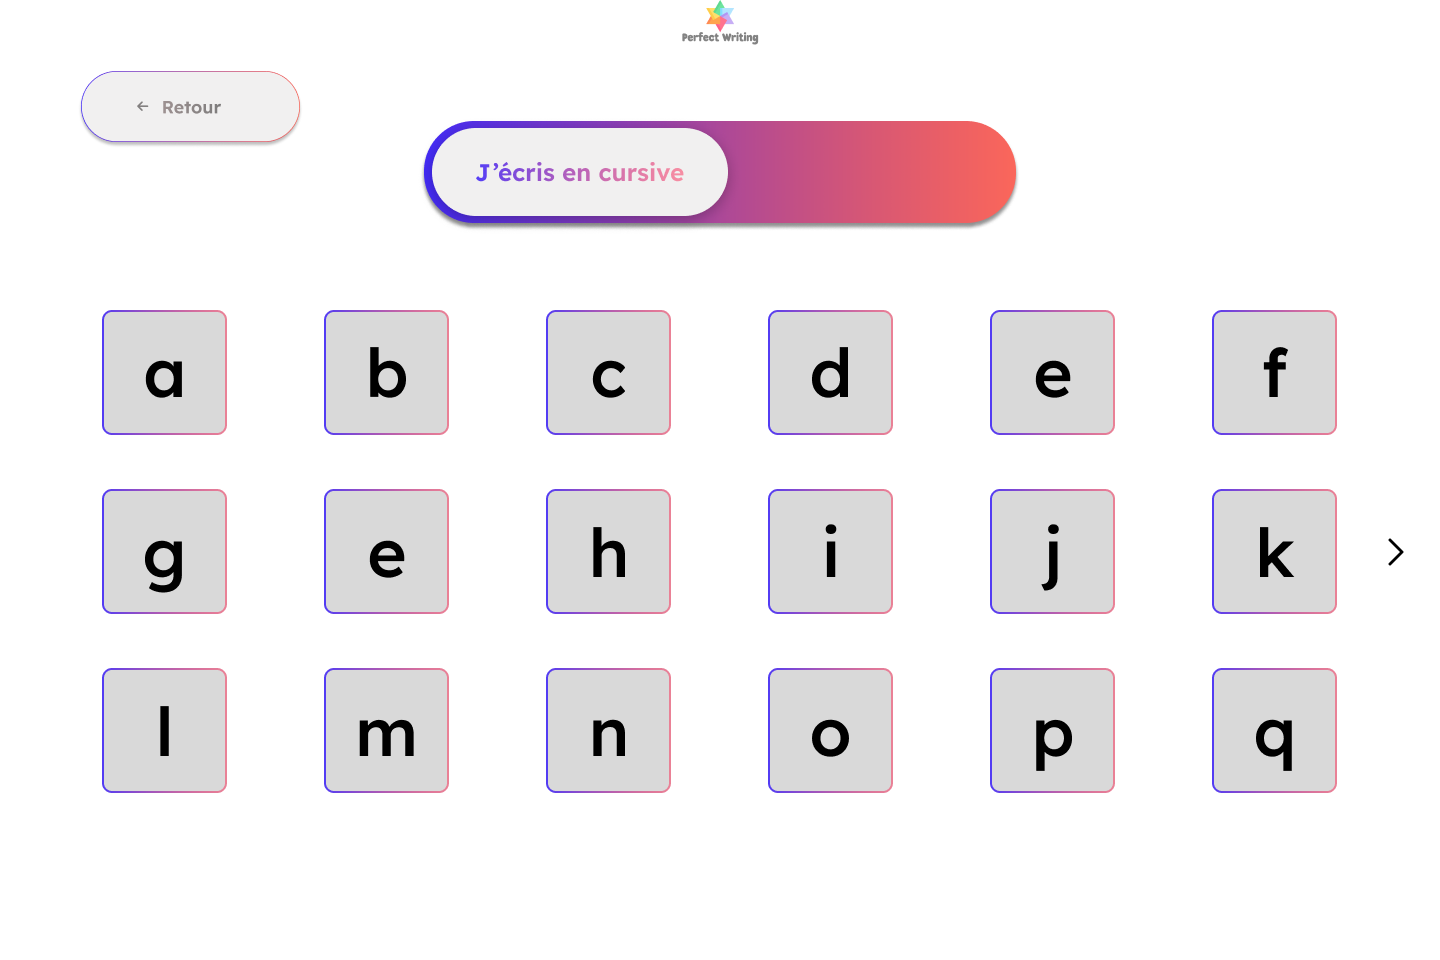 Perfect Writing
← Retour
J’écris en cursive
a b c d e f
g e h i j k
l m n o p q